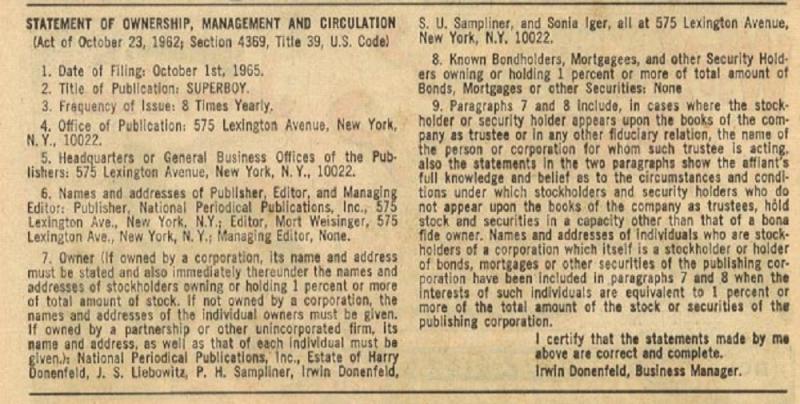 STATEMENT OF OWNERSHIP, MANAGEMENT AND CIRCULATION
(Act of October 23, 1962; Section 4369, Title 39, U.S. Code)
1. Date of Filing: October 1st, 1965.
2. Title of Publication: SUPERBOY.
3. Frequency of Issue: 8 Times Yearly.
4. Office of Publication: 575 Lexington Avenue, New York,
N.Y., 10022.
5. Headquarters or General Business Offices of the Pub-
lishers: 575 Lexington Avenue, New York, N.Y., 10022.
6. Names and addresses of Publisher, Editor, and Managing
Editor: Publisher, National Periodical Publications, Inc., 575
Lexington Ave., New York, N.Y.; Editor, Mort Weisinger, 575
Lexington Ave., New York, N.Y.; Managing Editor, None.
7. Owner (If owned by a corporation, its name and address
must be stated and also immediately thereunder the names and
addresses of stockholders owning or holding 1 percent or more
of total amount of stock. If not owned by a corporation, the
names and addresses of the individual owners must be given.
If owned by a partnership or other unincorporated firm, its
name and address, as well as that of each individual must be
given.): National Periodical Publications, Inc., Estate of Harry
Donenfeld, J. S. Liebowitz, P. H. Sampliner, Irwin Donenfeld,
S. U. Sampliner, and Sonia Iger, all at 575 Lexington Avenue,
New York, N.Y. 10022.
8. Known Bondholders, Mortgagees, and other Security Hold-
ers owning or holding 1 percent or more of total amount of
Bonds, Mortgages or other Securities: None
9. Paragraphs 7 and 8 include, in cases where the stock-
holder or security holder appears upon the books of the com-
pany as trustee or in any other fiduciary relation, the name of
the person or corporation for whom such trustee is acting,
also the statements in the two paragraphs show the affiant's
full knowledge and belief as to the circumstances and condi-
tions under which stockholders and security holders who do
not appear upon the books of the company as trustees, hold
stock and securities in a capacity other than that of a bona
fide owner. Names and addresses of individuals who are stock-
holders of a corporation which itself is a stockholder or holder
of bonds, mortgages or other securities of the publishing cor-
poration have been included in paragraphs 7 and 8 when the
interests of such individuals are equivalent to 1 percent or
more of the total amount of the stock or securities of the
publishing corporation.
I certify that the statements made by me
above are correct and complete.
Irwin Donenfeld, Business Manager.